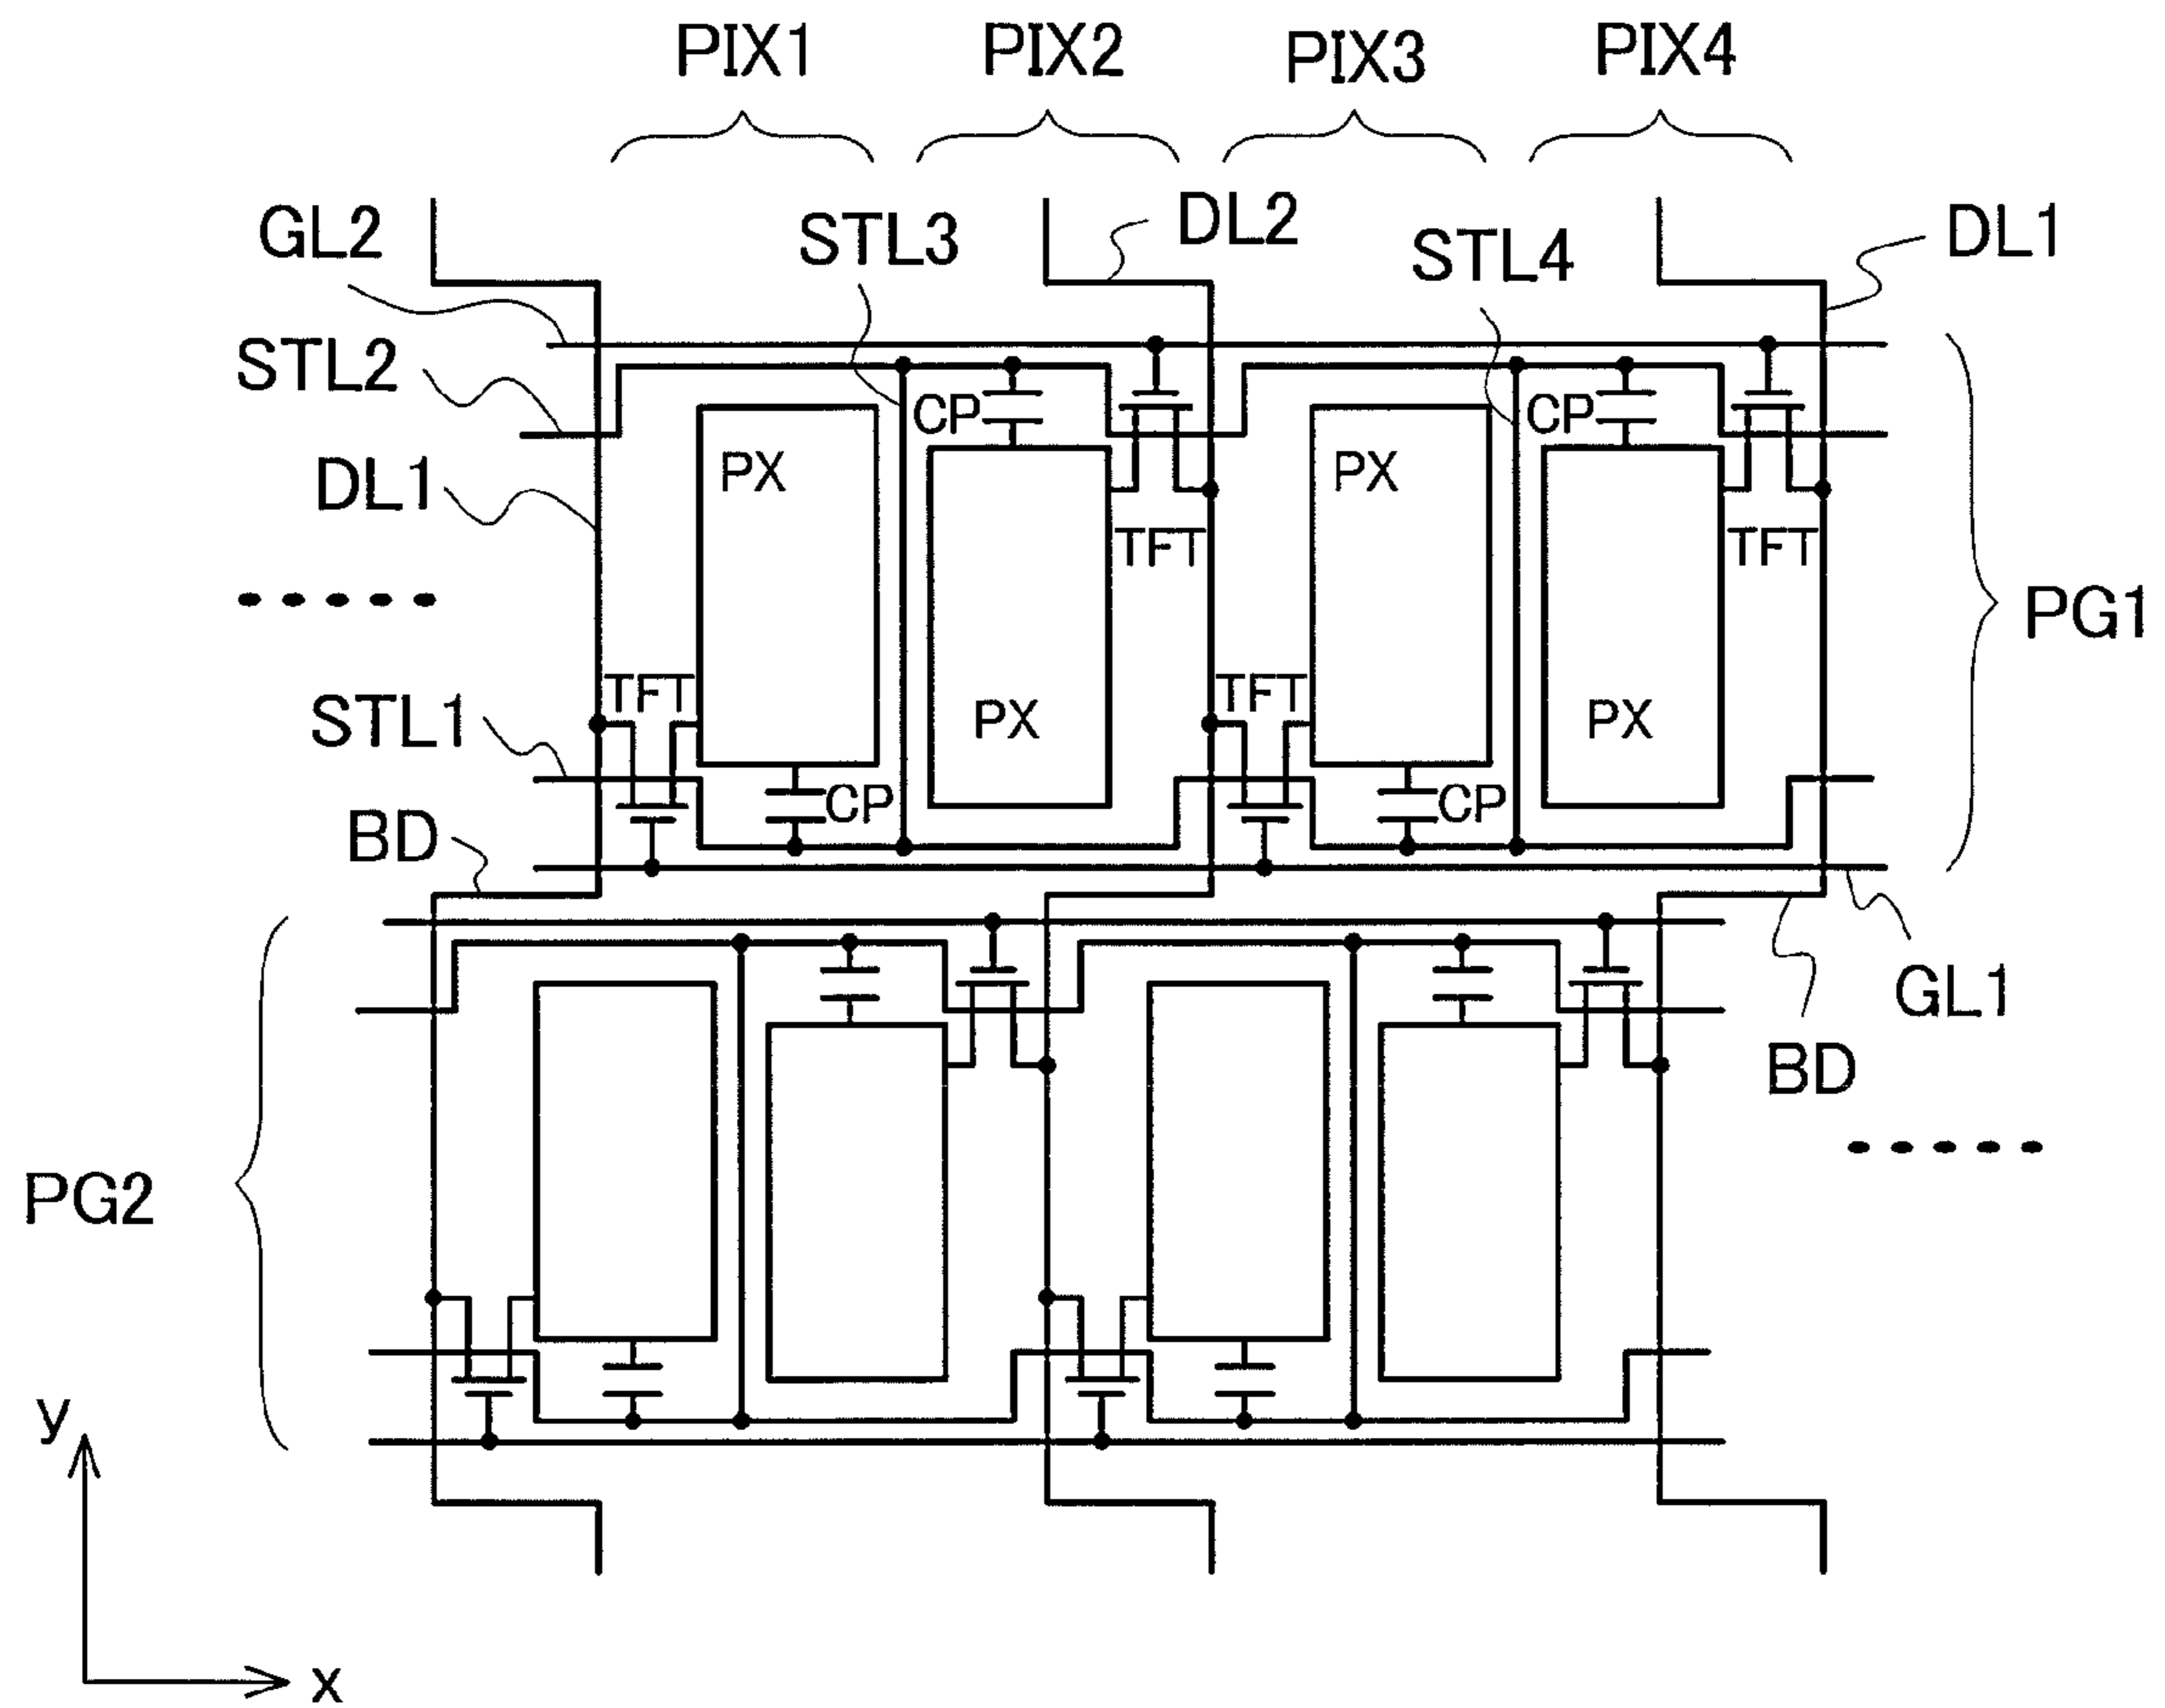 PIX1 PIX2 PIX3 PIX4
GL2 STL3 DL2 STL4 DL1
STL2
CP CP
DL1 PX PX
TFT TFT
PG1
STL1 TFT TFT
PX PX
BD CP CP
GL1
BD
PG2
y
x